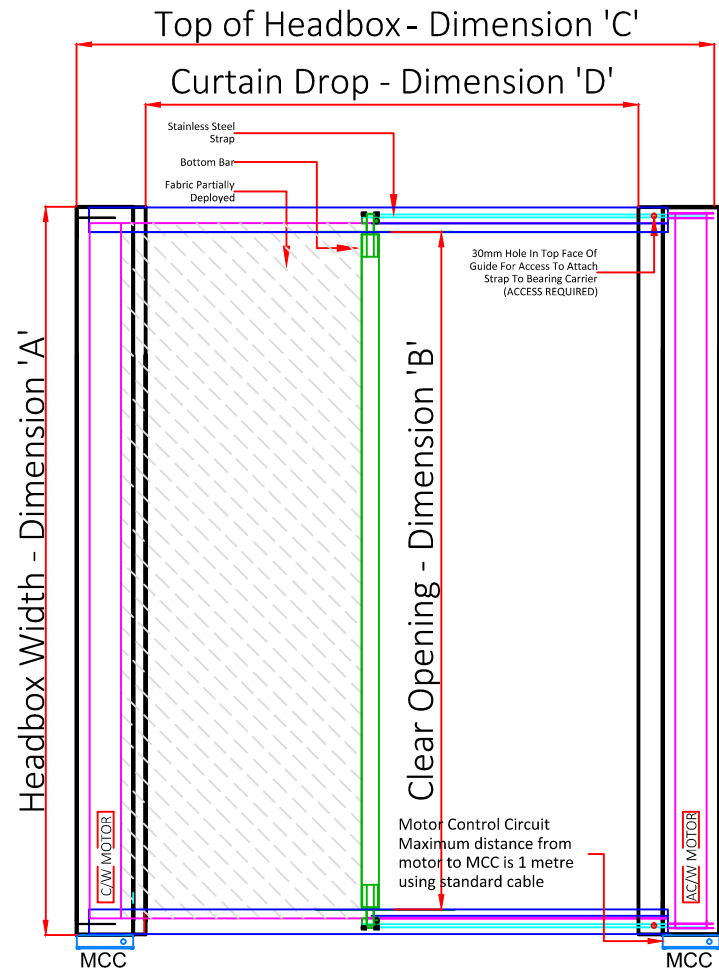 Top of Headbox - Dimension 'C'
Curtain Drop - Dimension 'D'
Stainless Steel
Strap
Bottom Bar
Fabric Partially
Deployed
30mm Hole In Top Face Of
Guide For Access To Attach
Strap To Bearing Carrier
(ACCESS REQUIRED)
Headbox Width - Dimension 'A'
Clear Opening - Dimension 'B'
Motor Control Circuit
Maximum distance from
motor to MCC is 1 metre
using standard cable
C/W MOTOR
AC/W MOTOR
MCC
MCC